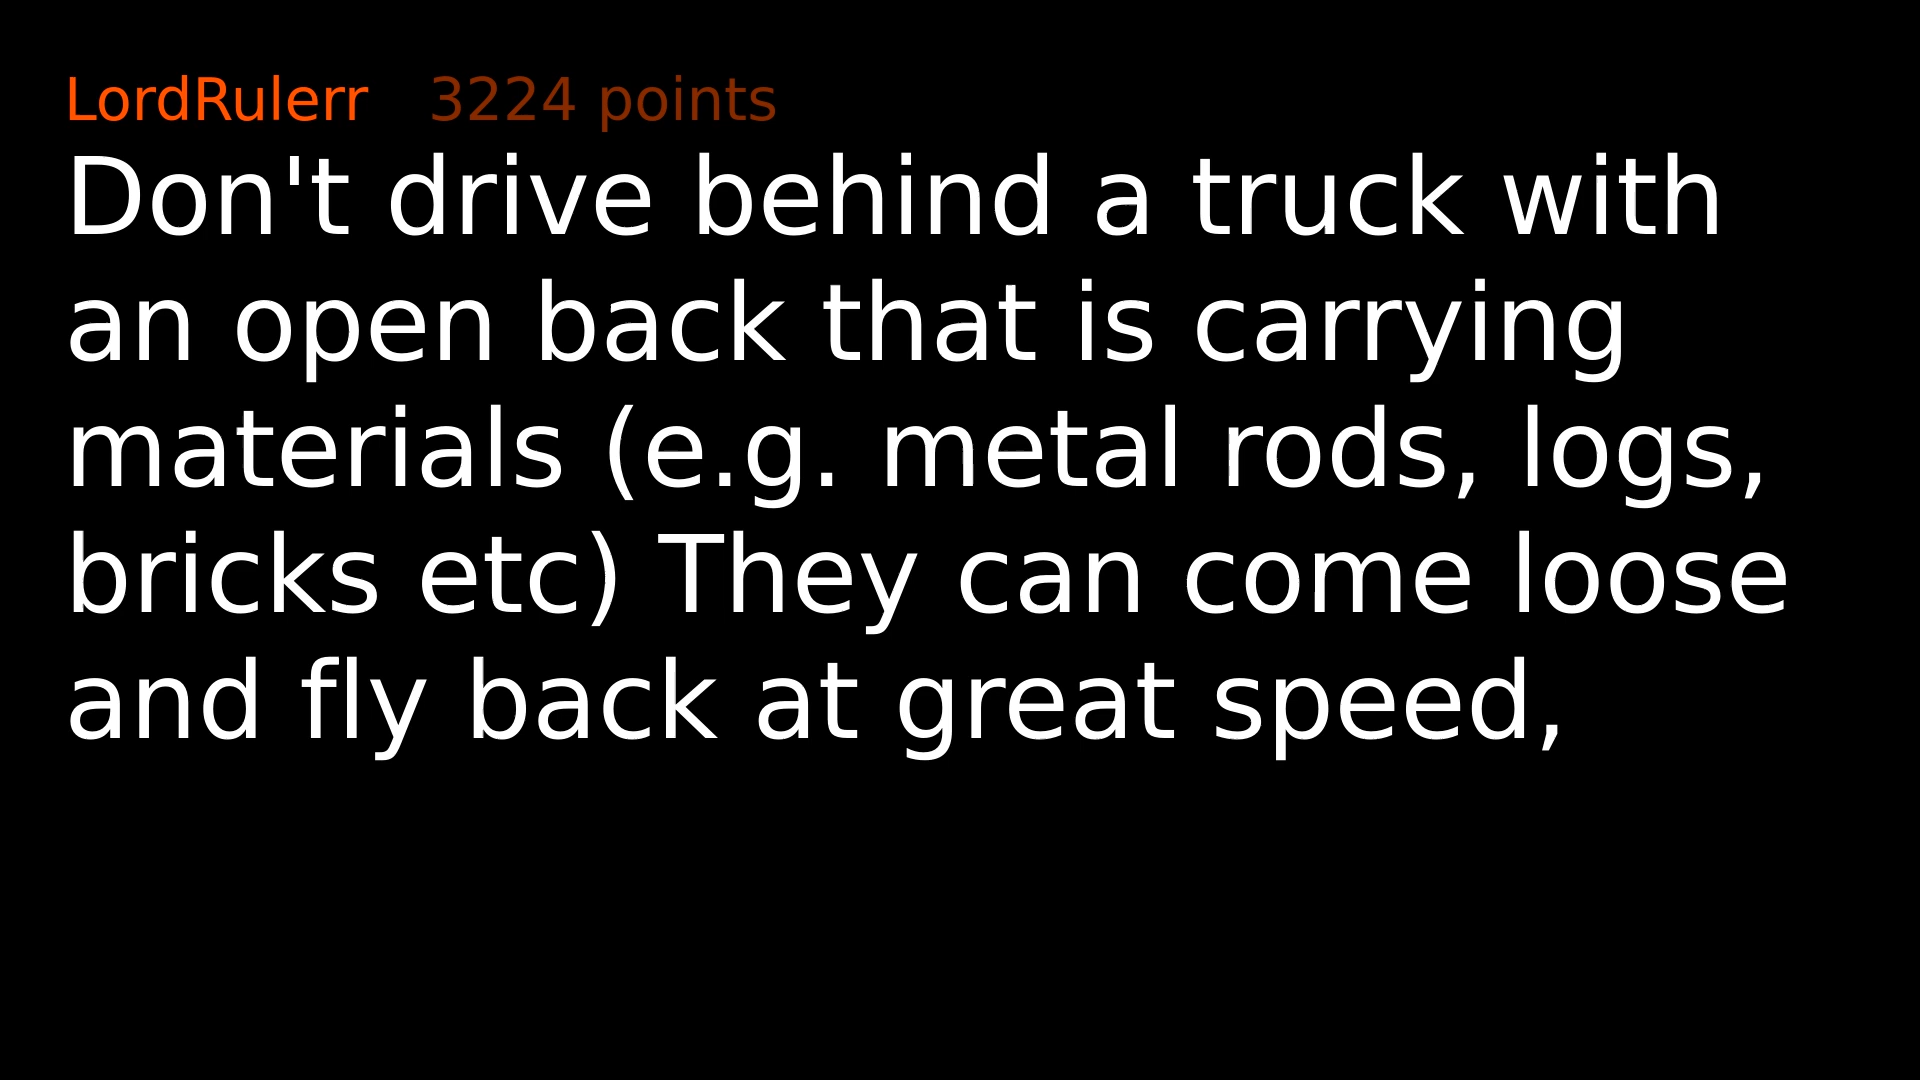 LordRulerr 3224 points
Don't drive behind a truck with
an open back that is carrying
materials (e.g. metal rods, logs,
bricks etc) They can come loose
and fly back at great speed,